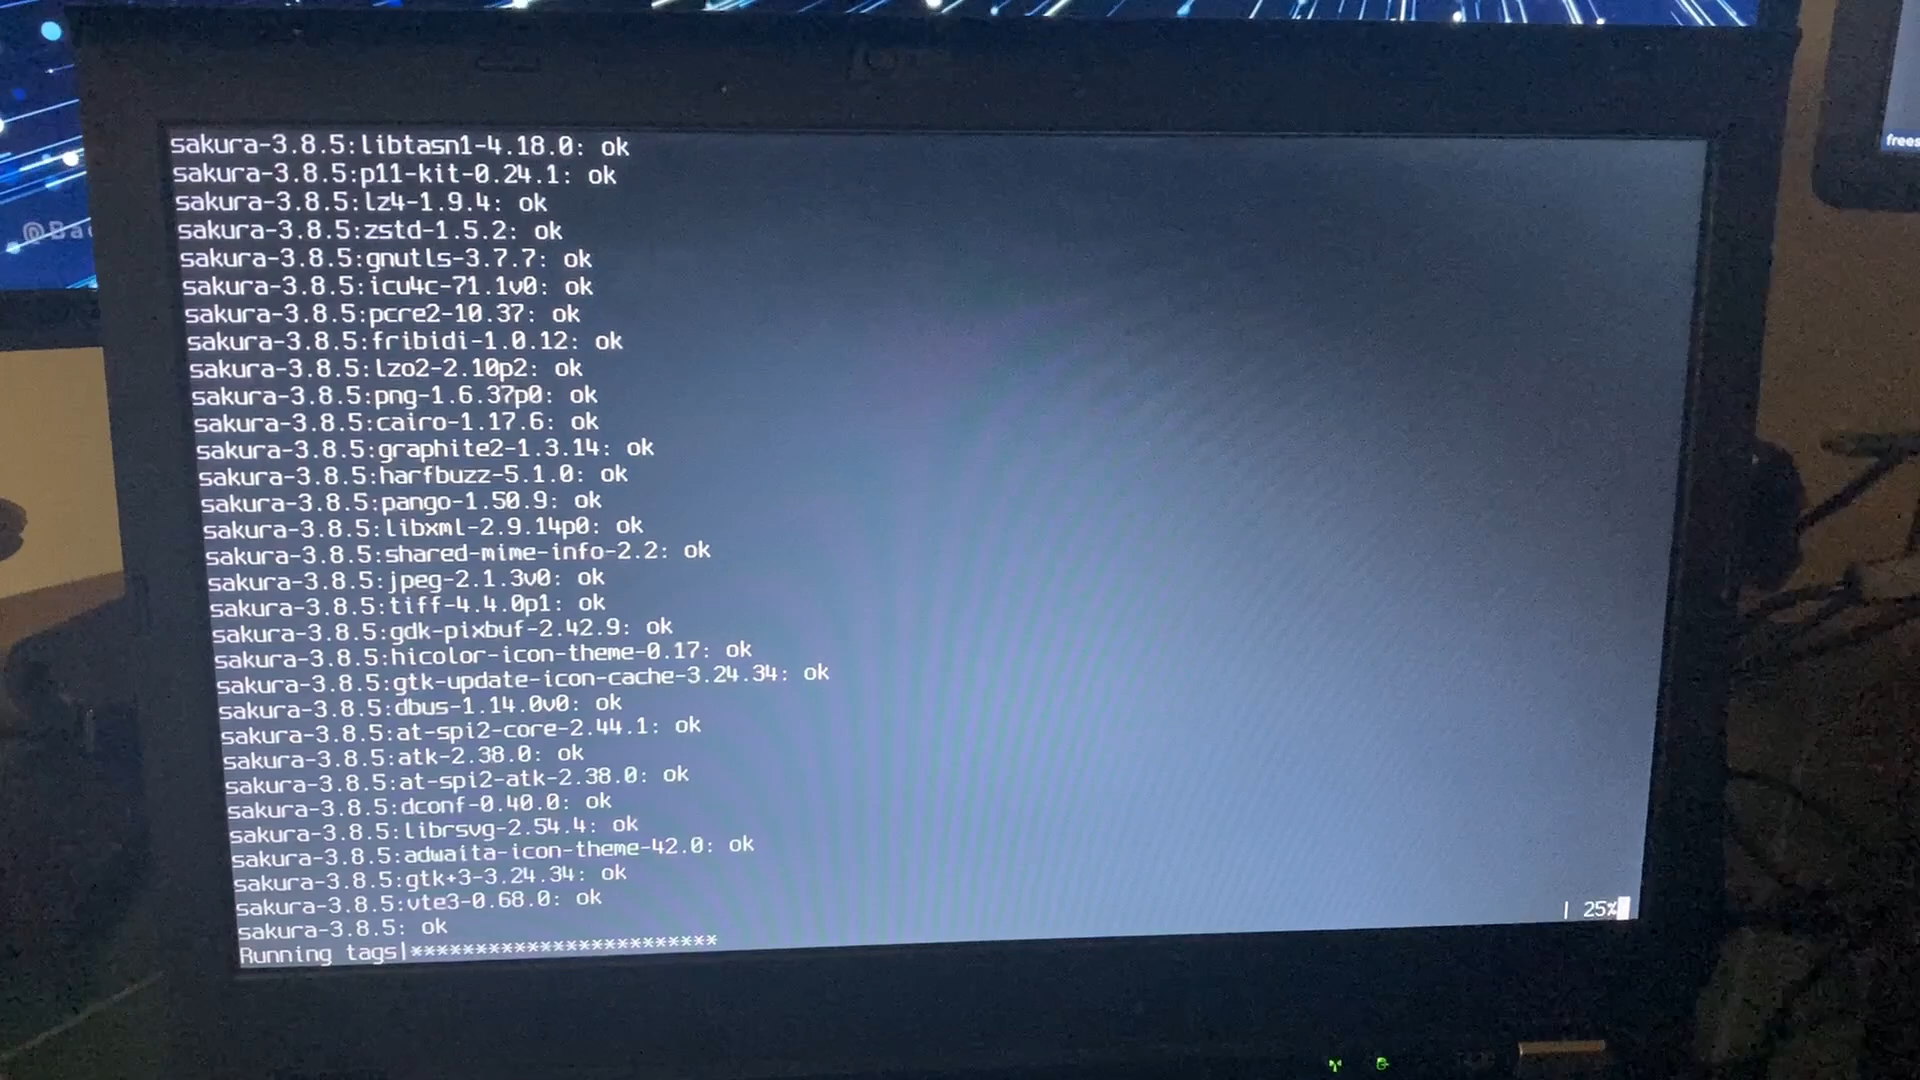 @Bac
frees
sakura-3.8.5:libtasn1-4.18.0: ok
sakura-3.8.5:p11-kit-0.24.1: ok
sakura-3.8.5:lz4-1.9.4: ok
sakura-3.8.5:zstd-1.5.2: ok
sakura-3.8.5:gnutls-3.7.7: ok
sakura-3.8.5:icu4c-71.1v0: ok
sakura-3.8.5:pcre2-10.37: ok
sakura-3.8.5:fribidi-1.0.12: ok
sakura-3.8.5:lzo2-2.10p2: ok
sakura-3.8.5:png-1.6.37p0: ok
sakura-3.8.5:cairo-1.17.6: ok
sakura-3.8.5:graphite2-1.3.14: ok
sakura-3.8.5:harfbuzz-5.1.0: ok
sakura-3.8.5:pango-1.50.9: ok
sakura-3.8.5:libxml-2.9.14p0: ok
sakura-3.8.5:shared-mime-info-2.2: ok
sakura-3.8.5:jpeg-2.1.3v0: ok
sakura-3.8.5:tiff-4.4.0p1: ok
sakura-3.8.5:gdk-pixbuf-2.42.9: ok
sakura-3.8.5:hicolor-icon-theme-0.17: ok
sakura-3.8.5:gtk-update-icon-cache-3.24.34: ok
sakura-3.8.5:dbus-1.14.0v0: ok
sakura-3.8.5:at-spi2-core-2.44.1: ok
sakura-3.8.5:atk-2.38.0: ok
sakura-3.8.5:at-spi2-atk-2.38.0: ok
sakura-3.8.5:dconf-0.40.0: ok
sakura-3.8.5:librsvg-2.54.4: ok
sakura-3.8.5:adwaita-icon-theme-42.0: ok
sakura-3.8.5:gtk+3-3.24.34: ok
sakura-3.8.5:vte3-0.68.0: ok
sakura-3.8.5: ok
Running tags|************************ | 25%